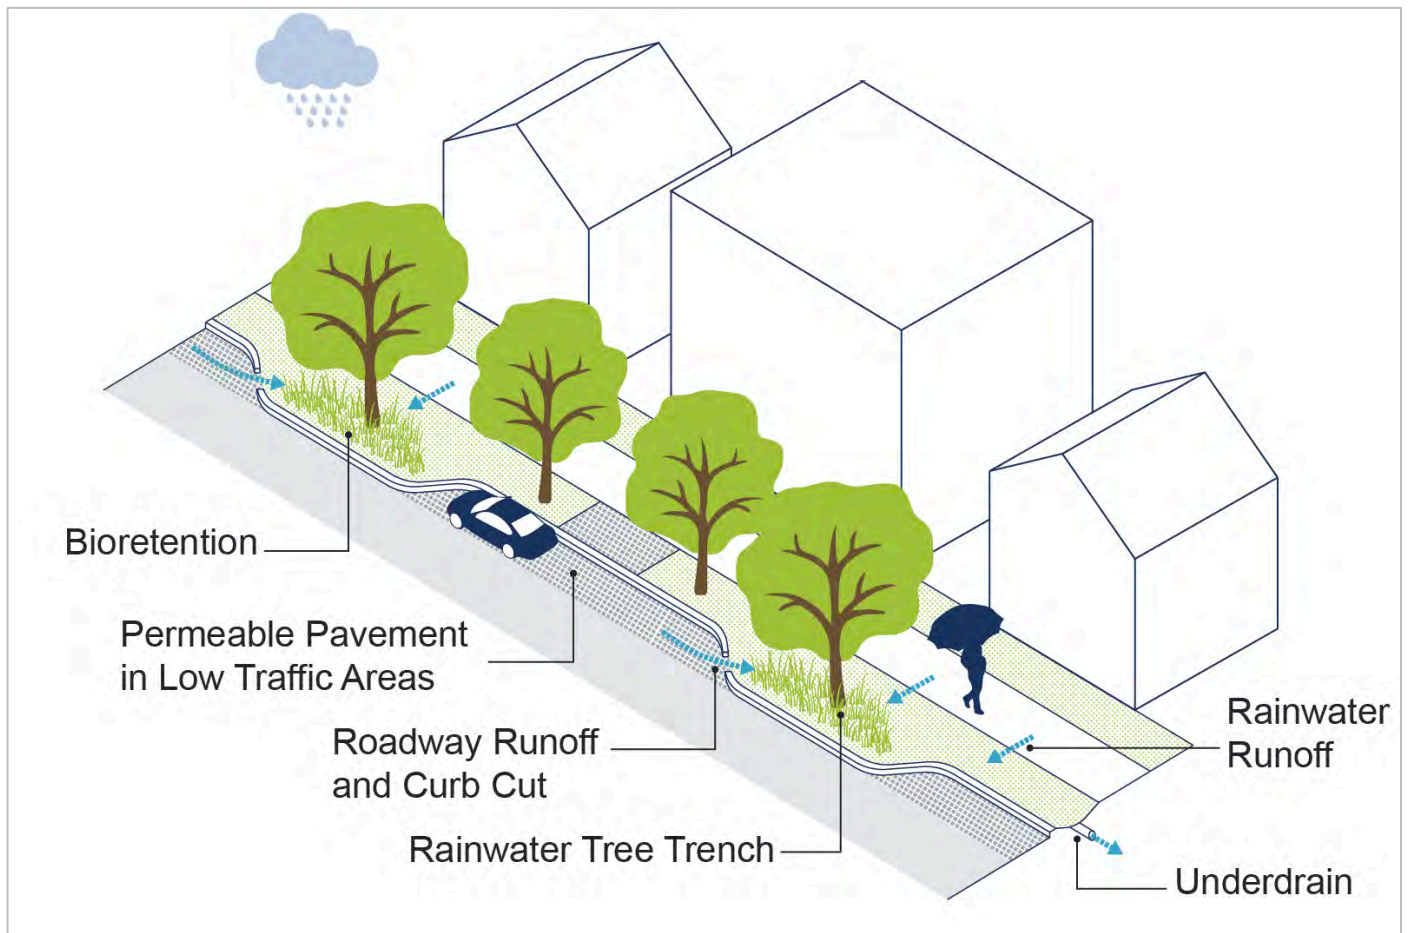 Bioretention
Permeable Pavement
in Low Traffic Areas
Roadway Runoff
and Curb Cut
Rainwater Tree Trench
Rainwater
Runoff
Underdrain